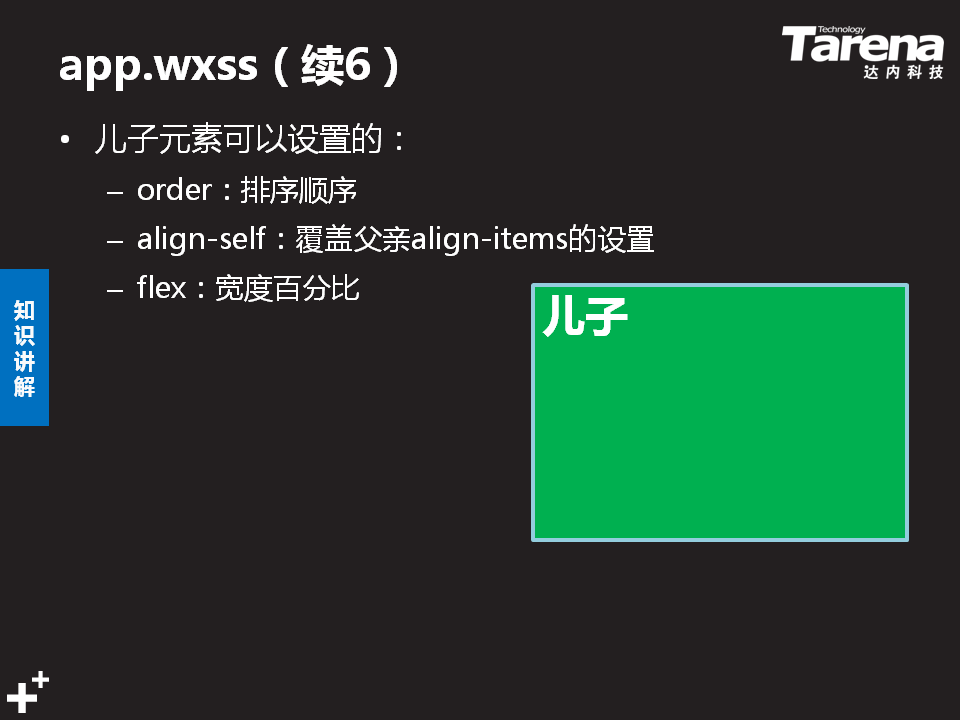 app.wxss（续6）
Technology
Tarena
达内科技
• 儿子元素可以设置的：
– order：排序顺序
– align-self：覆盖父亲align-items的设置
– flex：宽度百分比
知
识
讲
解
儿子